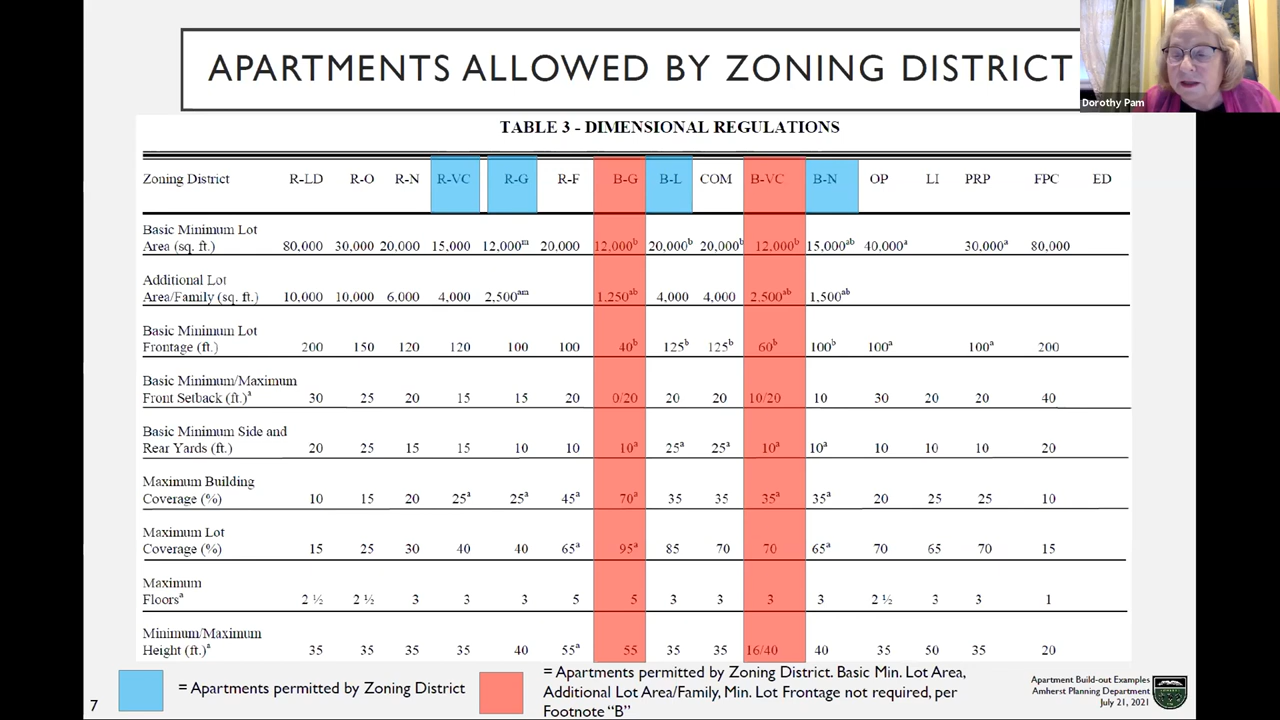 APARTMENTS ALLOWED BY ZONING DISTRICT
Dorothy Pam
TABLE 3 - DIMENSIONAL REGULATIONS
Zoning District R-LD R-O R-N R-VC R-G R-F B-G B-L COM B-VC B-N OP LI PRP FPC ED
Basic Minimum Lot
Area (sq. ft.) 80,000 30,000 20,000 15,000 12,000ᵐ 20,000 12,000ᵇ 20,000ᵇ 20,000ᵇ 12,000ᵇ 15,000ᵃᵇ 40,000ᵃ 30,000ᵃ 80,000
Additional Lot
Area/Family (sq. ft.) 10,000 10,000 6,000 4,000 2,500ᵃᵐ 1,250ᵃᵇ 4,000 4,000 2,500ᵃᵇ 1,500ᵃᵇ
Basic Minimum Lot
Frontage (ft.) 200 150 120 120 100 100 40ᵇ 125ᵇ 125ᵇ 60ᵇ 100ᵇ 100ᵃ 100ᵃ 200
Basic Minimum/Maximum
Front Setback (ft.)ᵃ 30 25 20 15 15 20 0/20 20 20 10/20 10 30 20 20 40
Basic Minimum Side and
Rear Yards (ft.) 20 25 15 15 10 10 10ᵃ 25ᵃ 25ᵃ 10ᵃ 10ᵃ 10 10 10 20
Maximum Building
Coverage (%) 10 15 20 25ᵃ 25ᵃ 45ᵃ 70ᵃ 35 35 35ᵃ 35ᵃ 20 25 25 10
Maximum Lot
Coverage (%) 15 25 30 40 40 65ᵃ 95ᵃ 85 70 70 65ᵃ 70 65 70 15
Maximum
Floorsᵃ 2 ½ 2 ½ 3 3 3 5 5 3 3 3 3 2 ½ 3 3 1
Minimum/Maximum
Height (ft.)ᵃ 35 35 35 35 40 55ᵃ 55 35 35 16/40 40 35 50 35 20
= Apartments permitted by Zoning District
= Apartments permitted by Zoning District. Basic Min. Lot Area,
Additional Lot Area/Family, Min. Lot Frontage not required, per
Footnote “B”
Apartment Build-out Examples
Amherst Planning Department
July 21, 2021
7